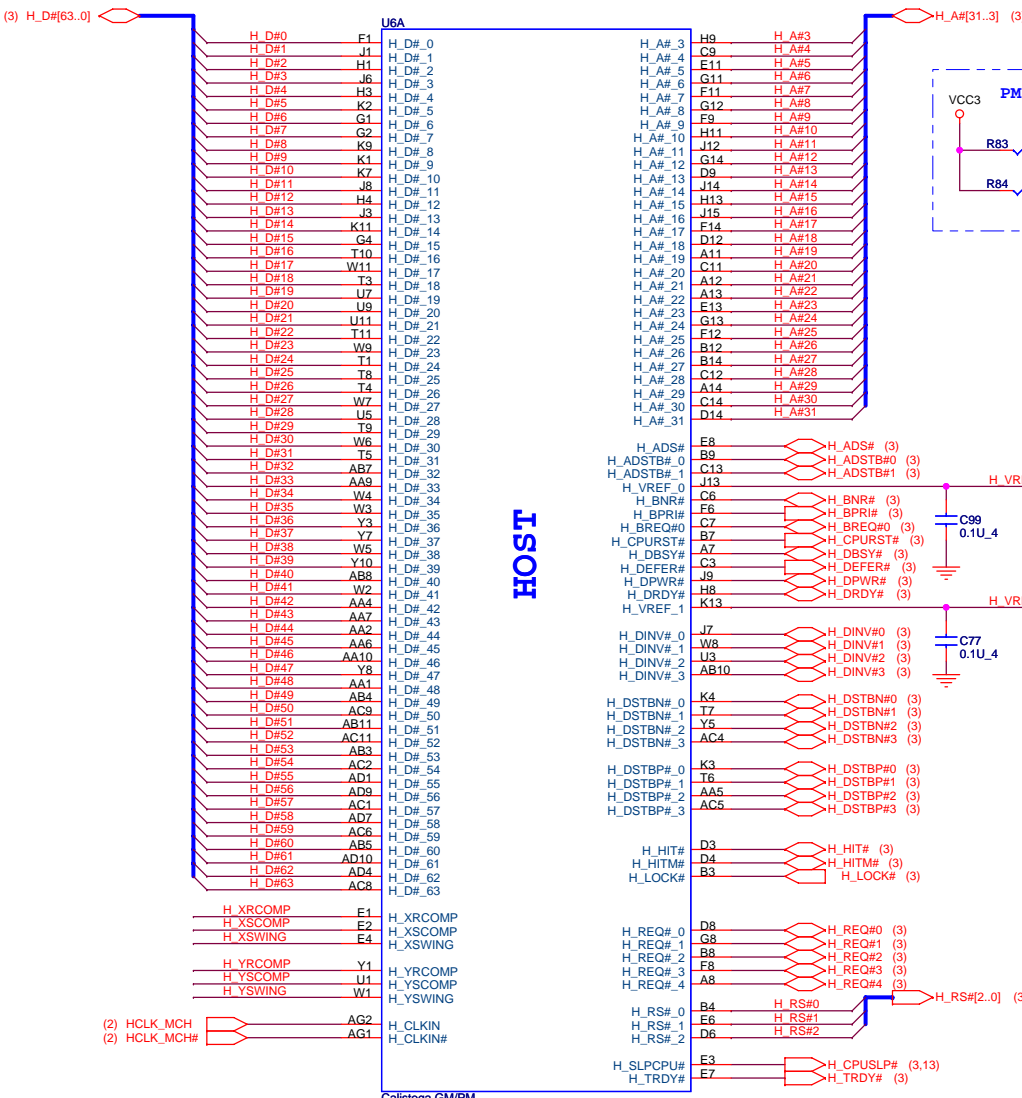 (3) H_D#[63..0]
U6A
H_A#[31..3] (3
H_D#0 F1 H_D#_0 H_A#_3 H9 H_A#3
H_D#1 J1 H_D#_1 H_A#_4 C9 H_A#4
H_D#2 H1 H_D#_2 H_A#_5 E11 H_A#5
H_D#3 J6 H_D#_3 H_A#_6 G11 H_A#6
H_D#4 H3 H_D#_4 H_A#_7 F11 H_A#7
H_D#5 K2 H_D#_5 H_A#_8 G12 H_A#8
H_D#6 G1 H_D#_6 H_A#_9 F9 H_A#9
H_D#7 G2 H_D#_7 H_A#_10 H11 H_A#10
H_D#8 K9 H_D#_8 H_A#_11 J12 H_A#11
H_D#9 K1 H_D#_9 H_A#_12 G14 H_A#12
H_D#10 K7 H_D#_10 H_A#_13 D9 H_A#13
H_D#11 J8 H_D#_11 H_A#_14 J14 H_A#14
H_D#12 H4 H_D#_12 H_A#_15 H13 H_A#15
H_D#13 J3 H_D#_13 H_A#_16 J15 H_A#16
H_D#14 K11 H_D#_14 H_A#_17 F14 H_A#17
H_D#15 G4 H_D#_15 H_A#_18 D12 H_A#18
H_D#16 T10 H_D#_16 H_A#_19 A11 H_A#19
H_D#17 W11 H_D#_17 H_A#_20 C11 H_A#20
H_D#18 T3 H_D#_18 H_A#_21 A12 H_A#21
H_D#19 U7 H_D#_19 H_A#_22 A13 H_A#22
H_D#20 U9 H_D#_20 H_A#_23 E13 H_A#23
H_D#21 U11 H_D#_21 H_A#_24 G13 H_A#24
H_D#22 T11 H_D#_22 H_A#_25 F12 H_A#25
H_D#23 W9 H_D#_23 H_A#_26 B12 H_A#26
H_D#24 T1 H_D#_24 H_A#_27 B14 H_A#27
H_D#25 T8 H_D#_25 H_A#_28 C12 H_A#28
H_D#26 T4 H_D#_26 H_A#_29 A14 H_A#29
H_D#27 W7 H_D#_27 H_A#_30 C14 H_A#30
H_D#28 U5 H_D#_28 H_A#_31 D14 H_A#31
H_D#29 T9 H_D#_29
H_D#30 W6 H_D#_30 H_ADS# E8 H_ADS# (3)
H_D#31 T5 H_D#_31 H_ADSTB#_0 B9 H_ADSTB#0 (3)
H_D#32 AB7 H_D#_32 H_ADSTB#_1 C13 H_ADSTB#1 (3)
H_D#33 AA9 H_D#_33 H_VREF_0 J13 H_VR
H_D#34 W4 H_D#_34 H_BNR# C6 H_BNR# (3)
H_D#35 W3 H_D#_35 H_BPRI# F6 H_BPRI# (3)
H_D#36 Y3 H_D#_36 H_BREQ#0 C7 H_BREQ#0 (3)
H_D#37 Y7 H_D#_37 H_CPURST# B7 H_CPURST# (3)
H_D#38 W5 H_D#_38 H_DBSY# A7 H_DBSY# (3)
H_D#39 Y10 H_D#_39 H_DEFER# C3 H_DEFER# (3)
H_D#40 AB8 H_D#_40 H_DPWR# J9 H_DPWR# (3)
H_D#41 W2 H_D#_41 H_DRDY# H8 H_DRDY# (3)
H_D#42 AA4 H_D#_42 H_VREF_1 K13 H_VR
H_D#43 AA7 H_D#_43
H_D#44 AA2 H_D#_44 H_DINV#_0 J7 H_DINV#0 (3)
H_D#45 AA6 H_D#_45 H_DINV#_1 W8 H_DINV#1 (3)
H_D#46 AA10 H_D#_46 H_DINV#_2 U3 H_DINV#2 (3)
H_D#47 Y8 H_D#_47 H_DINV#_3 AB10 H_DINV#3 (3)
H_D#48 AA1 H_D#_48
H_D#49 AB4 H_D#_49 H_DSTBN#_0 K4 H_DSTBN#0 (3)
H_D#50 AC9 H_D#_50 H_DSTBN#_1 T7 H_DSTBN#1 (3)
H_D#51 AB11 H_D#_51 H_DSTBN#_2 Y5 H_DSTBN#2 (3)
H_D#52 AC11 H_D#_52 H_DSTBN#_3 AC4 H_DSTBN#3 (3)
H_D#53 AB3 H_D#_53
H_D#54 AC2 H_D#_54 H_DSTBP#_0 K3 H_DSTBP#0 (3)
H_D#55 AD1 H_D#_55 H_DSTBP#_1 T6 H_DSTBP#1 (3)
H_D#56 AD9 H_D#_56 H_DSTBP#_2 AA5 H_DSTBP#2 (3)
H_D#57 AC1 H_D#_57 H_DSTBP#_3 AC5 H_DSTBP#3 (3)
H_D#58 AD7 H_D#_58
H_D#59 AC6 H_D#_59
H_D#60 AB5 H_D#_60 H_HIT# D3 H_HIT# (3)
H_D#61 AD10 H_D#_61 H_HITM# D4 H_HITM# (3)
H_D#62 AD4 H_D#_62 H_LOCK# B3 H_LOCK# (3)
H_D#63 AC8 H_D#_63
H_XRCOMP E1 H_XRCOMP
H_XSCOMP E2 H_XSCOMP H_REQ#_0 D8 H_REQ#0 (3)
H_XSWING E4 H_XSWING H_REQ#_1 G8 H_REQ#1 (3)
H_REQ#_2 B8 H_REQ#2 (3)
H_YRCOMP Y1 H_YRCOMP H_REQ#_3 F8 H_REQ#3 (3)
H_YSCOMP U1 H_YSCOMP H_REQ#_4 A8 H_REQ#4 (3)
H_YSWING W1 H_YSWING
H_RS#[2..0] (3
H_RS#_0 B4 H_RS#0
(2) HCLK_MCH AG2 H_CLKIN H_RS#_1 E6 H_RS#1
(2) HCLK_MCH# AG1 H_CLKIN# H_RS#_2 D6 H_RS#2
H_SLPCPU# E3 H_CPUSLP# (3,13)
H_TRDY# E7 H_TRDY# (3)
Calistoga GM/PM
HOST
PM
VCC3
R83
R84
C99
0.1U_4
C77
0.1U_4